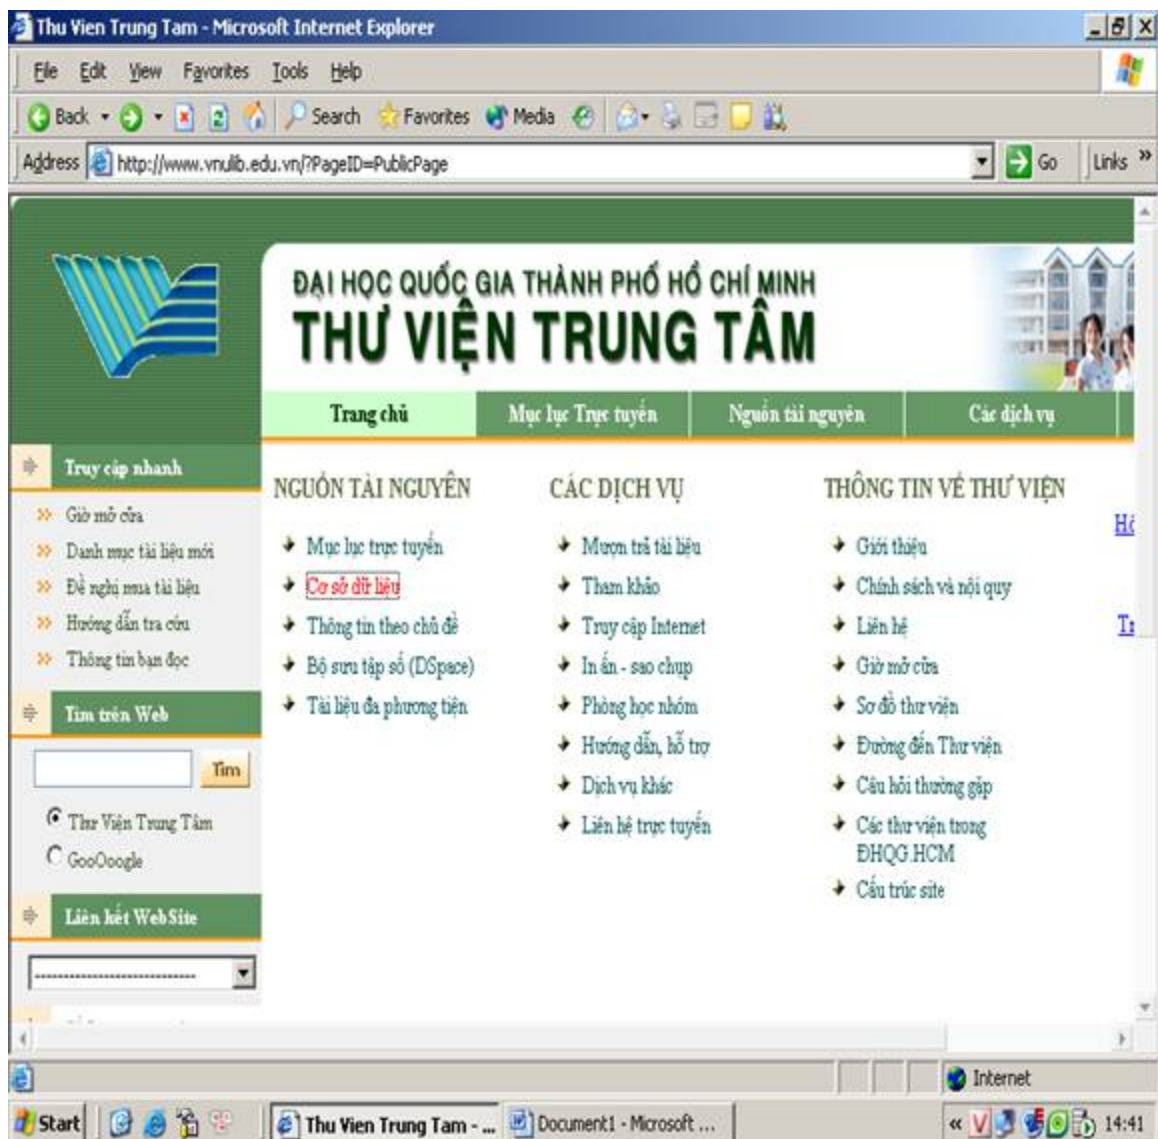 Thu Vien Trung Tam - Microsoft Internet Explorer
File Edit View Favorites Tools Help
Back Search Favorites Media
Address http://www.vnulib.edu.vn/?PageID=PublicPage Go Links »
ĐẠI HỌC QUỐC GIA THÀNH PHỐ HỒ CHÍ MINH
THƯ VIỆN TRUNG TÂM
Trang chủ Mục lục Trực tuyến Nguồn tài nguyên Các dịch vụ
Truy cập nhanh
Giờ mở cửa
Danh mục tài liệu mới
Đề nghị mua tài liệu
Hướng dẫn tra cứu
Thông tin bạn đọc
Tìm trên Web
Tìm
Thư Viện Trung Tâm
GooOoogle
Liên kết WebSite
NGUỒN TÀI NGUYÊN
Mục lục trực tuyến
Cơ sở dữ liệu
Thông tin theo chủ đề
Bộ sưu tập số (DSpace)
Tài liệu đa phương tiện
CÁC DỊCH VỤ
Mượn trả tài liệu
Tham khảo
Truy cập Internet
In ấn - sao chụp
Phòng học nhóm
Hướng dẫn, hỗ trợ
Dịch vụ khác
Liên hệ trực tuyến
THÔNG TIN VỀ THƯ VIỆN
Giới thiệu
Chính sách và nội quy
Liên hệ
Giờ mở cửa
Sơ đồ thư viện
Đường đến Thư viện
Câu hỏi thường gặp
Các thư viện trong
ĐHQG.HCM
Cấu trúc site
Internet
Start Thu Vien Trung Tam - ... Document1 - Microsoft ... « 14:41